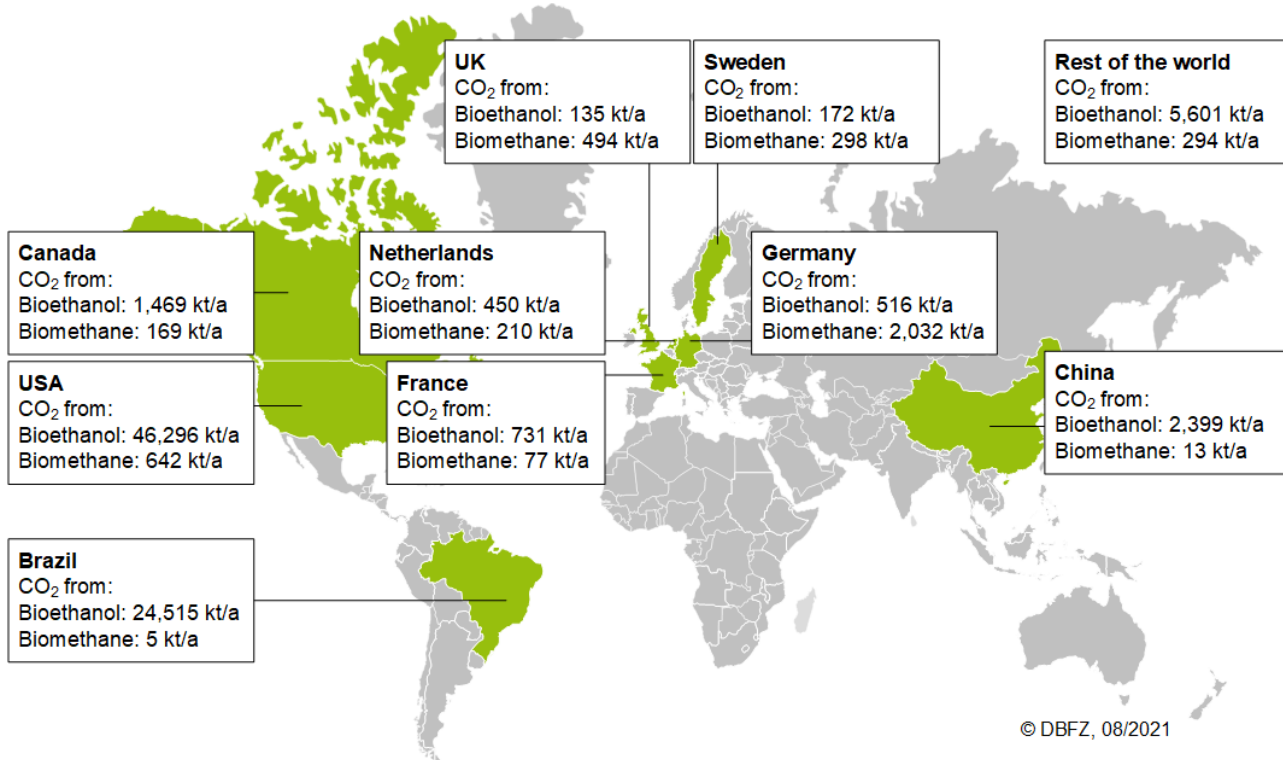 UK
CO₂ from:
Bioethanol: 135 kt/a
Biomethane: 494 kt/a
Sweden
CO₂ from:
Bioethanol: 172 kt/a
Biomethane: 298 kt/a
Rest of the world
CO₂ from:
Bioethanol: 5,601 kt/a
Biomethane: 294 kt/a
Canada
CO₂ from:
Bioethanol: 1,469 kt/a
Biomethane: 169 kt/a
Netherlands
CO₂ from:
Bioethanol: 450 kt/a
Biomethane: 210 kt/a
Germany
CO₂ from:
Bioethanol: 516 kt/a
Biomethane: 2,032 kt/a
USA
CO₂ from:
Bioethanol: 46,296 kt/a
Biomethane: 642 kt/a
France
CO₂ from:
Bioethanol: 731 kt/a
Biomethane: 77 kt/a
China
CO₂ from:
Bioethanol: 2,399 kt/a
Biomethane: 13 kt/a
Brazil
CO₂ from:
Bioethanol: 24,515 kt/a
Biomethane: 5 kt/a
© DBFZ, 08/2021